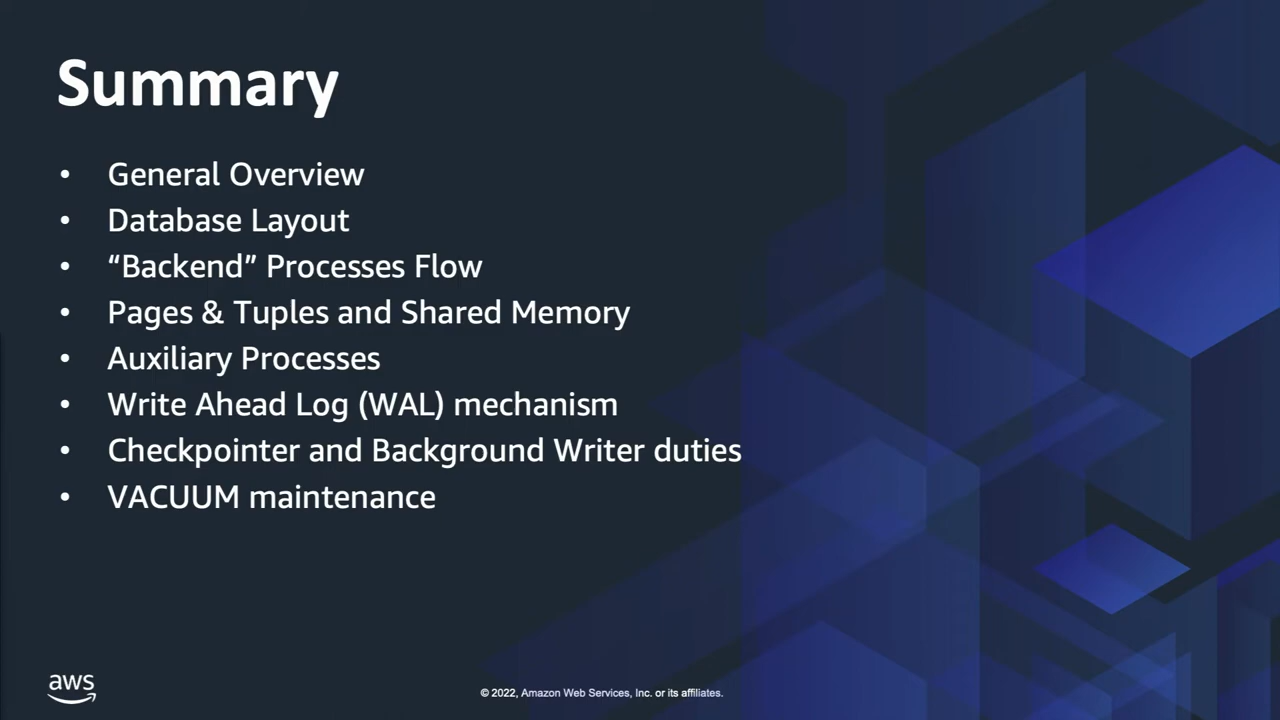 Summary
• General Overview
• Database Layout
• “Backend” Processes Flow
• Pages & Tuples and Shared Memory
• Auxiliary Processes
• Write Ahead Log (WAL) mechanism
• Checkpointer and Background Writer duties
• VACUUM maintenance
aws
© 2022, Amazon Web Services, Inc. or its affiliates.